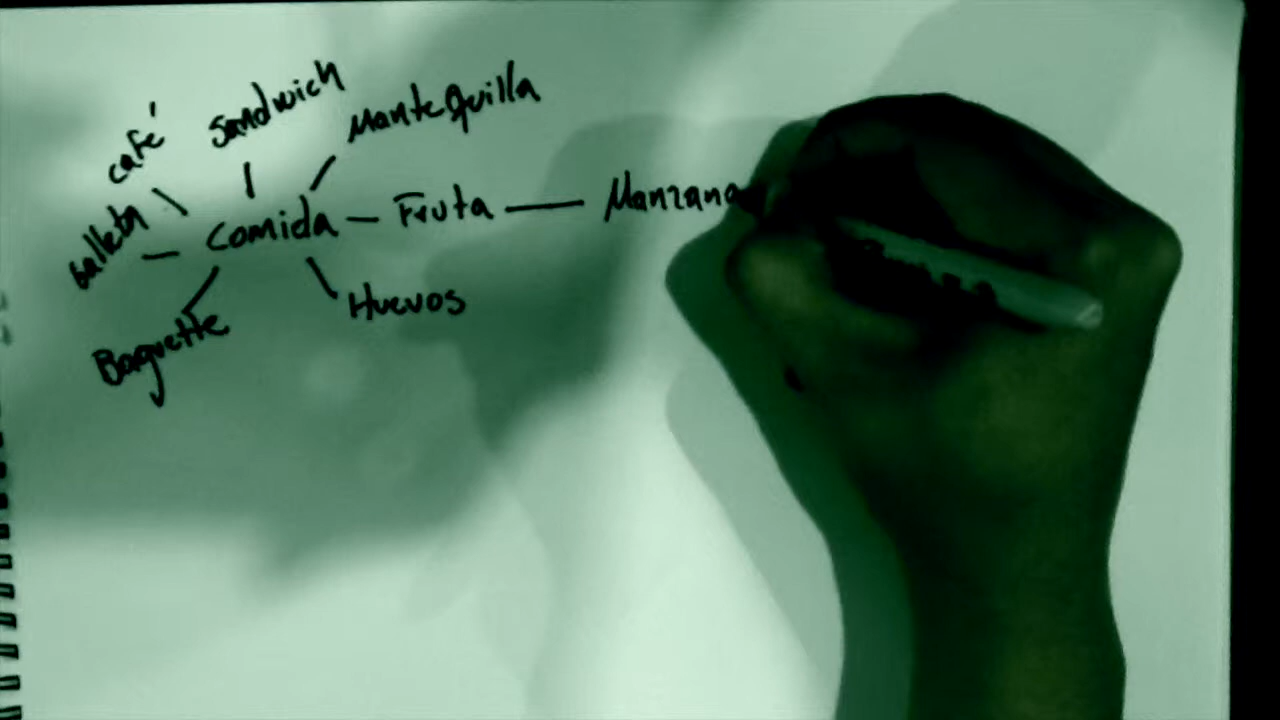 café
sandwich
Mantequilla
Galleta
Comida — Fruta — Manzana
Baguette
Huevos